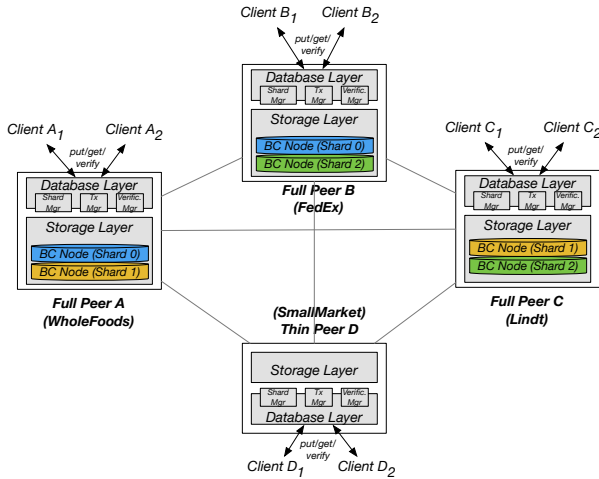 Client B1 Client B2
put/get/
verify
Database Layer
Shard
Mgr
Tx
Mgr
Verific.
Mgr
Storage Layer
BC Node (Shard 0)
BC Node (Shard 2)
Full Peer B
(FedEx)
Client A1 Client A2
put/get/
verify
Database Layer
Shard
Mgr
Tx
Mgr
Verific.
Mgr
Storage Layer
BC Node (Shard 0)
BC Node (Shard 1)
Full Peer A
(WholeFoods)
Client C1 Client C2
put/get/
verify
Database Layer
Shard
Mgr
Tx
Mgr
Verific.
Mgr
Storage Layer
BC Node (Shard 1)
BC Node (Shard 2)
Full Peer C
(Lindt)
(SmallMarket)
Thin Peer D
Storage Layer
Shard
Mgr
Tx
Mgr
Verific.
Mgr
Database Layer
put/get/
verify
Client D1 Client D2